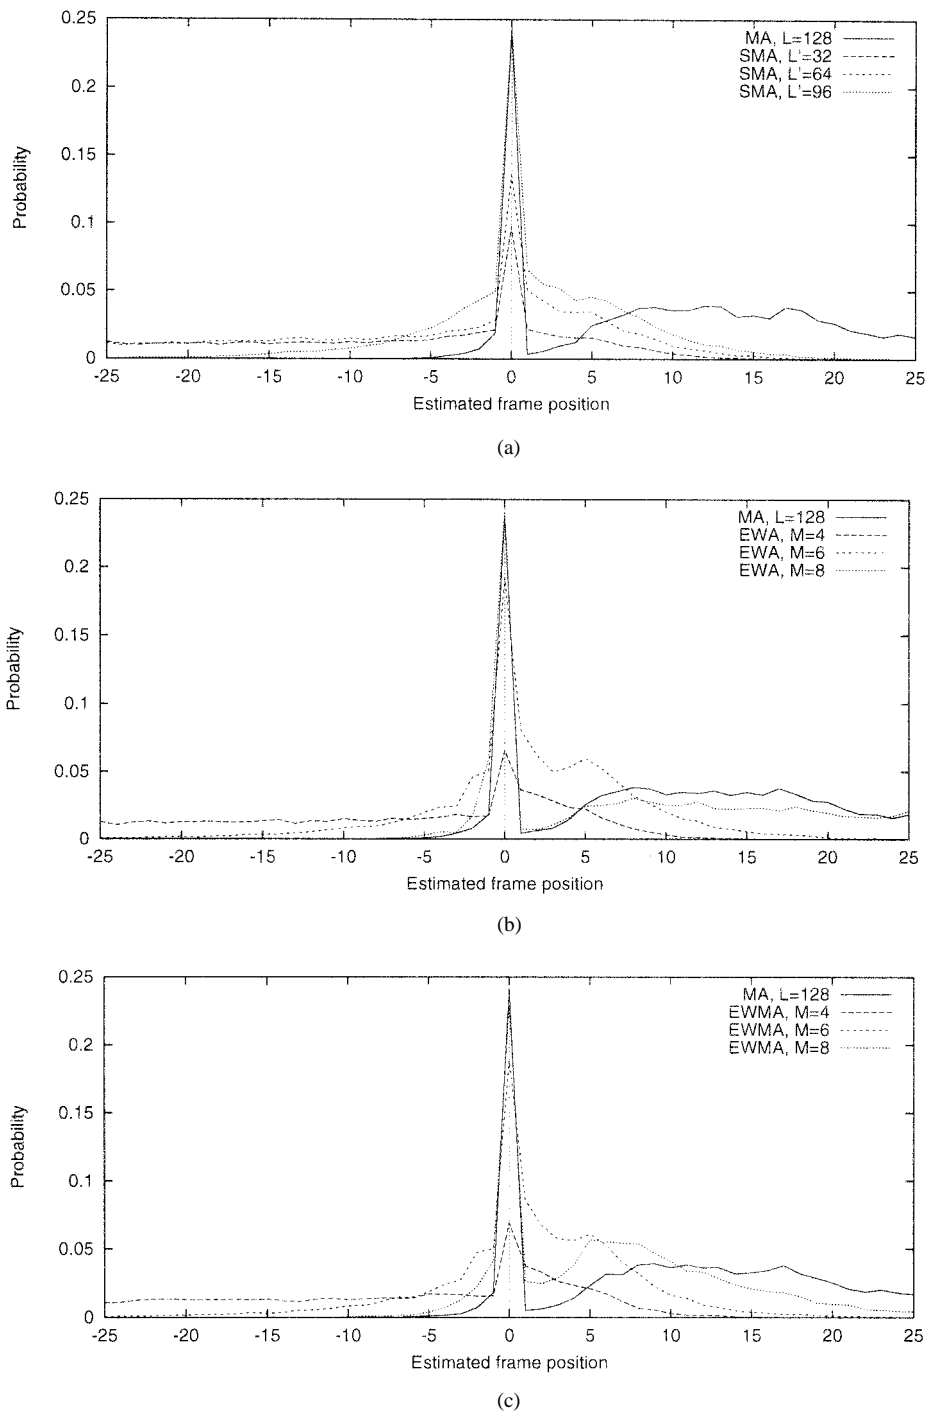 0.25
0.2
0.15
0.1
0.05
0
Probability
MA, L=128
SMA, L'=32
SMA, L'=64
SMA, L'=96
-25 -20 -15 -10 -5 0 5 10 15 20 25
Estimated frame position
(a)
0.25
0.2
0.15
0.1
0.05
0
Probability
MA, L=128
EWA, M=4
EWA, M=6
EWA, M=8
-25 -20 -15 -10 -5 0 5 10 15 20 25
Estimated frame position
(b)
0.25
0.2
0.15
0.1
0.05
0
Probability
MA, L=128
EWMA, M=4
EWMA, M=6
EWMA, M=8
-25 -20 -15 -10 -5 0 5 10 15 20 25
Estimated frame position
(c)